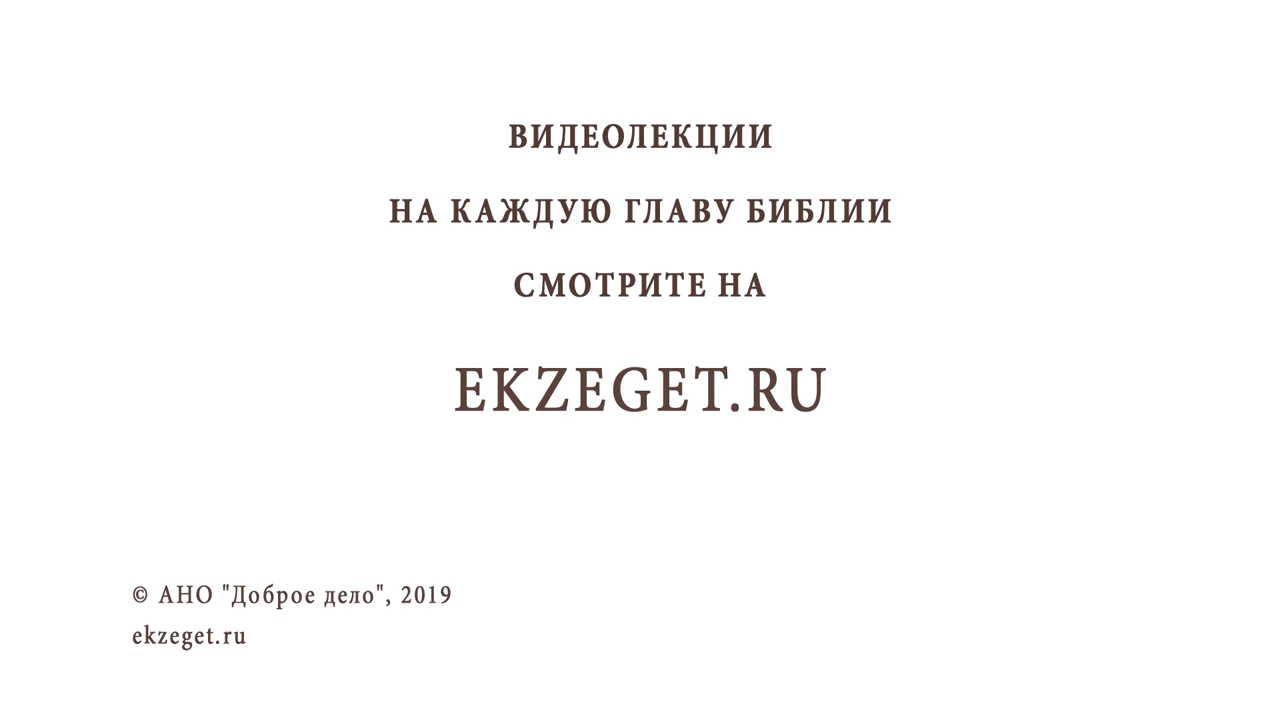 ВИДЕОЛЕКЦИИ
НА КАЖДУЮ ГЛАВУ БИБЛИИ
СМОТРИТЕ НА
EKZEGET.RU
© АНО "Доброе дело", 2019
ekzeget.ru